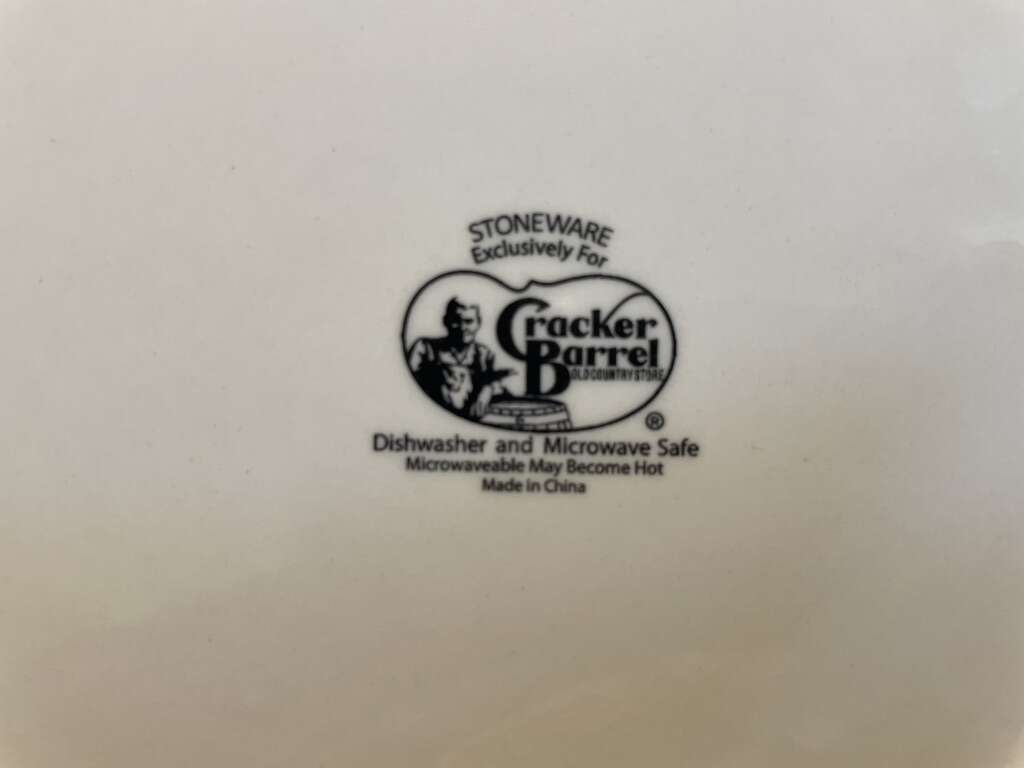 STONEWARE
Exclusively For
Cracker
Barrel
OLD COUNTRY STORE
®
Dishwasher and Microwave Safe
Microwaveable May Become Hot
Made in China